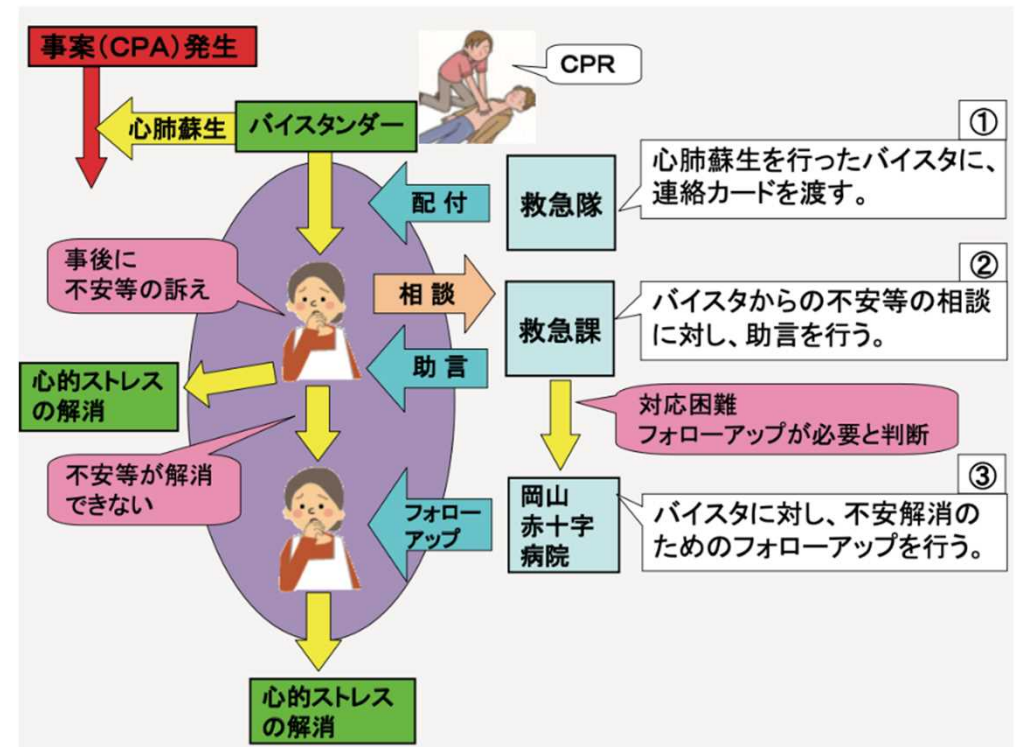 事案(CPA)発生
CPR
心肺蘇生
バイスタンダー
①
心肺蘇生を行ったバイスタに、
連絡カードを渡す。
配付
救急隊
事後に
不安等の訴え
②
バイスタからの不安等の相談
に対し、助言を行う。
相談
救急課
助言
心的ストレス
の解消
対応困難
フォローアップが必要と判断
不安等が解消
できない
③
バイスタに対し、不安解消の
ためのフォローアップを行う。
フォロー
アップ
岡山
赤十字
病院
心的ストレス
の解消